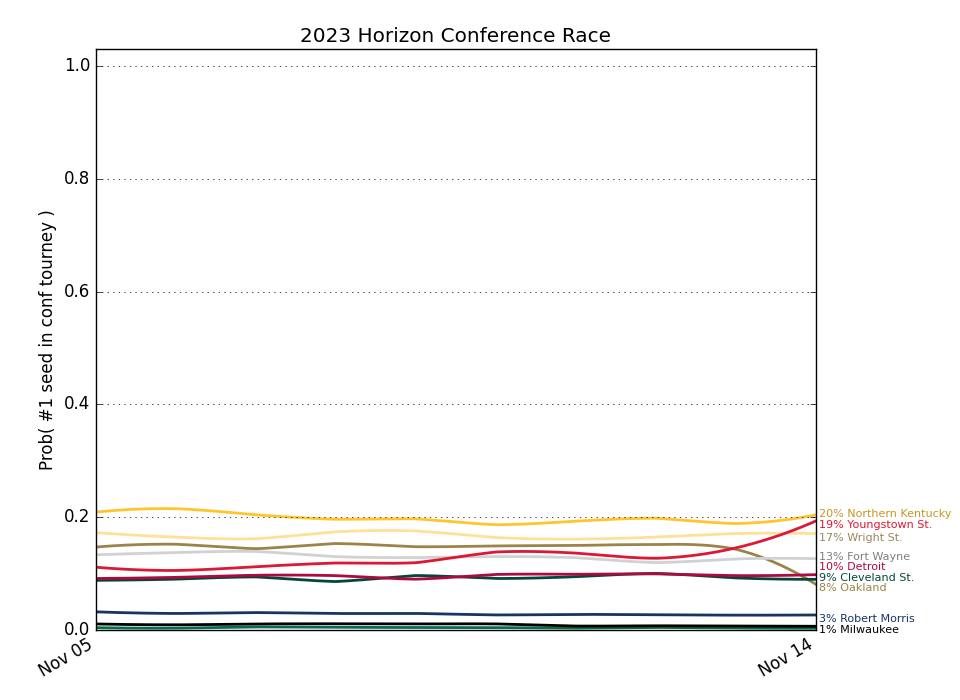 2023 Horizon Conference Race
Prob( #1 seed in conf tourney )
1.0
0.8
0.6
0.4
0.2
0.0
Nov 05
Nov 14
20% Northern Kentucky
19% Youngstown St.
17% Wright St.
13% Fort Wayne
10% Detroit
9% Cleveland St.
8% Oakland
3% Robert Morris
1% Milwaukee